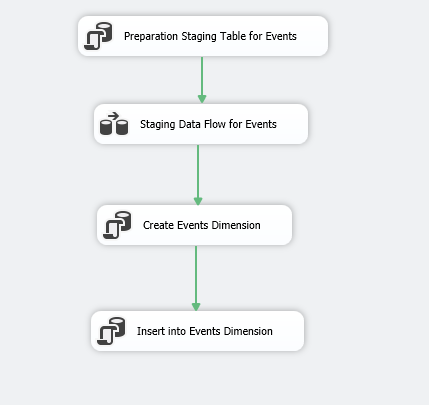 Preparation Staging Table for Events
Staging Data Flow for Events
Create Events Dimension
Insert into Events Dimension